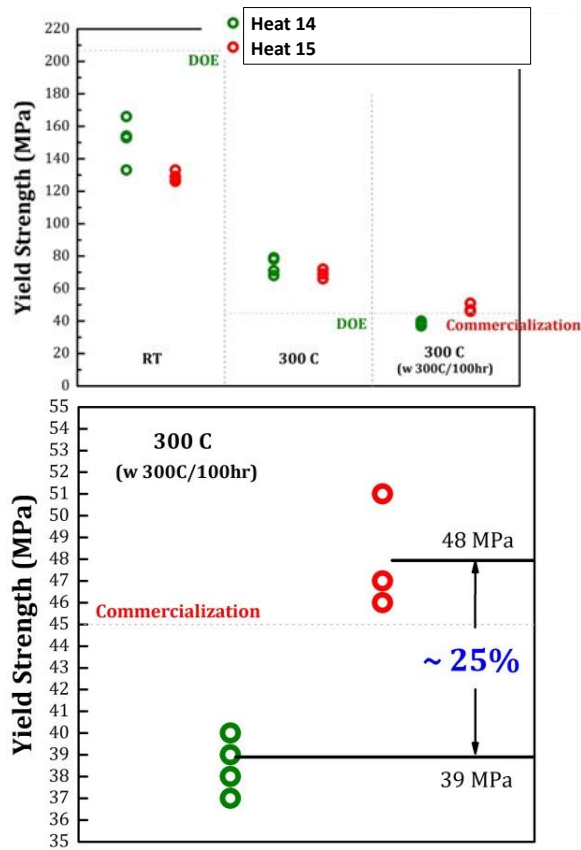 Heat 14
Heat 15
220
200
180
160
140
120
100
80
60
40
20
0
Yield Strength (MPa)
DOE
DOE
Commercialization
RT
300 C
300 C
(w 300C/100hr)
55
54
53
52
51
50
49
48
47
46
45
44
43
42
41
40
39
38
37
36
35
Yield Strength (MPa)
300 C
(w 300C/100hr)
48 MPa
Commercialization
~ 25%
39 MPa